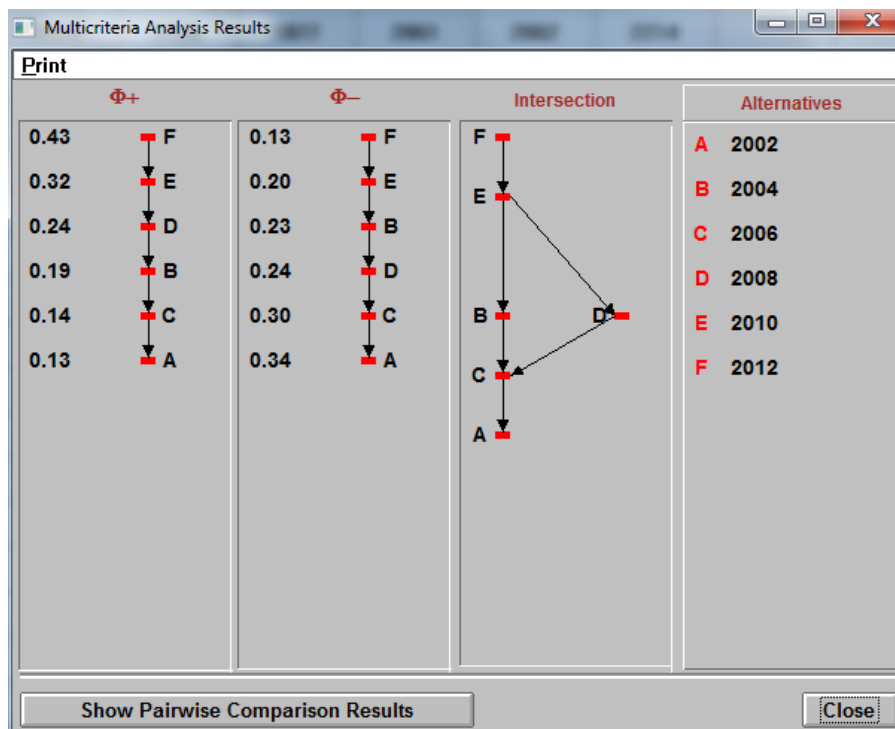 Multicriteria Analysis Results
Print
Φ+
0.43 F
0.32 E
0.24 D
0.19 B
0.14 C
0.13 A
Φ−
0.13 F
0.20 E
0.23 B
0.24 D
0.30 C
0.34 A
Intersection
F
E
B D
C
A
Alternatives
A 2002
B 2004
C 2006
D 2008
E 2010
F 2012
Show Pairwise Comparison Results
Close